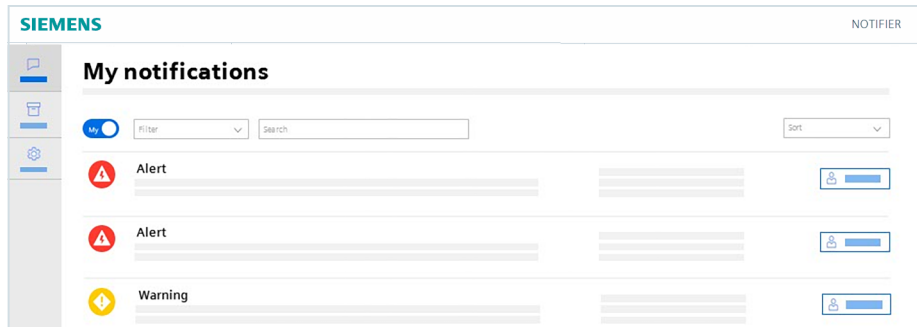 SIEMENS
NOTIFIER
My notifications
My
Filter
Search
Sort
Alert
Alert
Warning